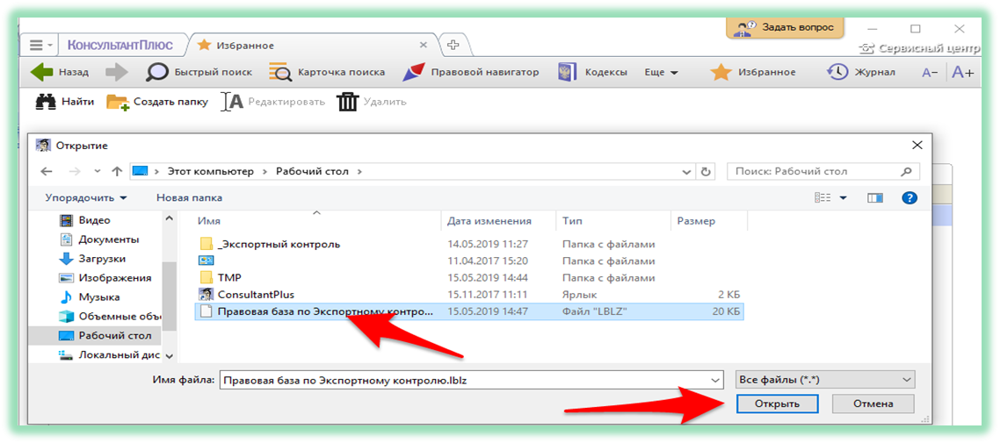 Задать вопрос
КонсультантПлюс Избранное
Сервисный центр
Назад Быстрый поиск Карточка поиска Правовой навигатор Кодексы Еще Избранное Журнал A- A+
Найти Создать папку Редактировать Удалить
Открытие
Этот компьютер > Рабочий стол > Поиск: Рабочий стол
Упорядочить Новая папка
Имя Дата изменения Тип Размер
Видео
Документы
Загрузки
Изображения
Музыка
Объемные объ
Рабочий стол
Локальный дис
_Экспортный контроль 14.05.2019 11:27 Папка с файлами
11.04.2017 15:20 Папка с файлами
TMP 15.05.2019 14:44 Папка с файлами
ConsultantPlus 15.11.2017 11:11 Ярлык 2 КБ
Правовая база по Экспортному контро... 15.05.2019 14:47 Файл "LBLZ" 20 КБ
Имя файла: Правовая база по Экспортному контролю.lblz Все файлы (*.*)
Открыть Отмена